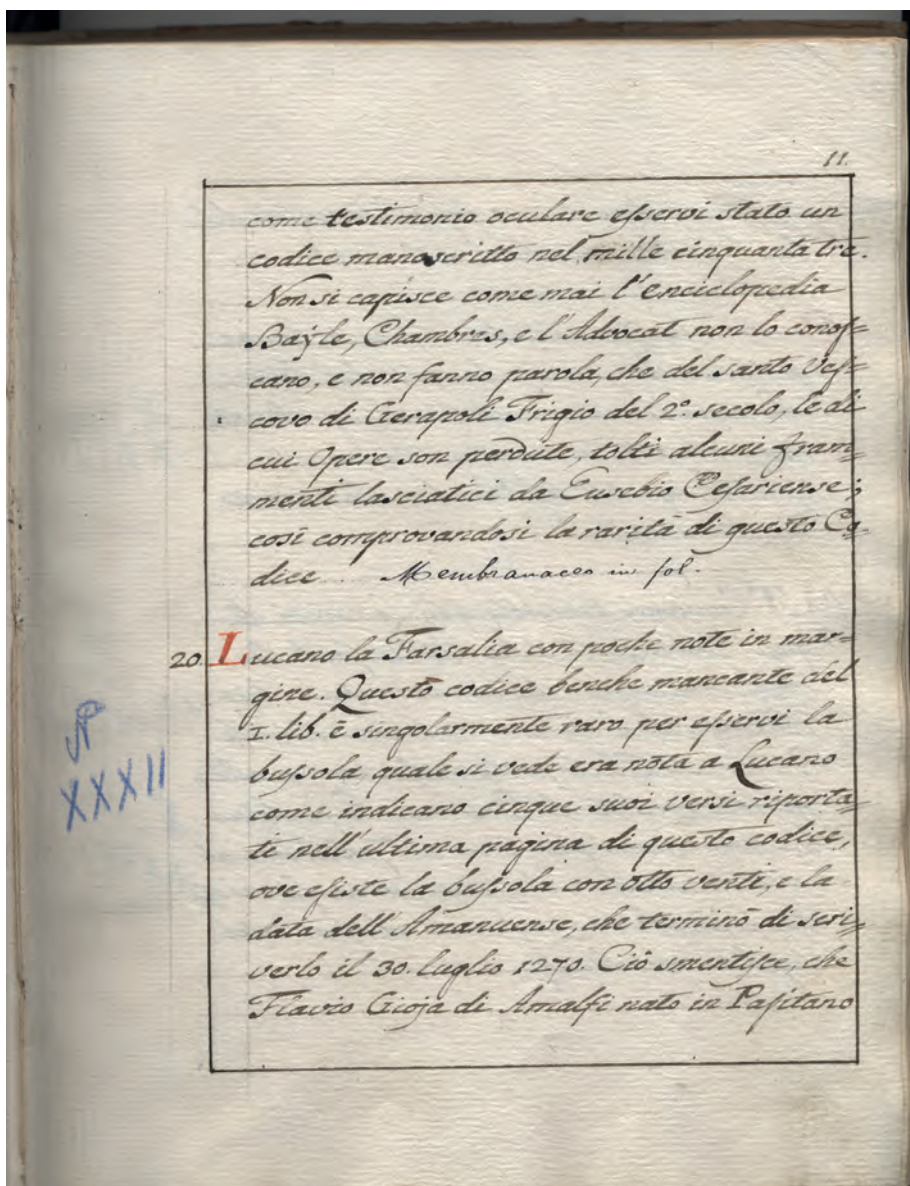 11.
come testimonio oculare esservi stato un
codice manoscritto nel mille cinquanta tre.
Non si capisce come mai l'Enciclopedia
Baÿle, Chambres, e l'Advocat non lo conos=
cano, e non fanno parola, che del santo Ves=
covo di Gerapoli Frigio del 2.º secolo, le di
cui Opere son perdute, tolti alcuni fram=
menti lasciatici da Eusebio Cesariense;
così comprovandosi la rarità di questo Co=
dice... Membranaceo in fol.
20. Lucano la Farsalia con poche note in mar=
gine. Questo codice benche mancante del
I. lib. è singolarmente raro per esservi la
bussola quale si vede era nota a Lucano
come indicano cinque suoi versi riporta=
ti nell'ultima pagina di questo codice,
ove esiste la bussola con otto venti, e la
data dell'Amanuense, che terminò di scri=
verlo il 30. luglio 1270. Ciò smentisce, che
Flavio Gioja di Amalfi nato in Pasitano
XXXII